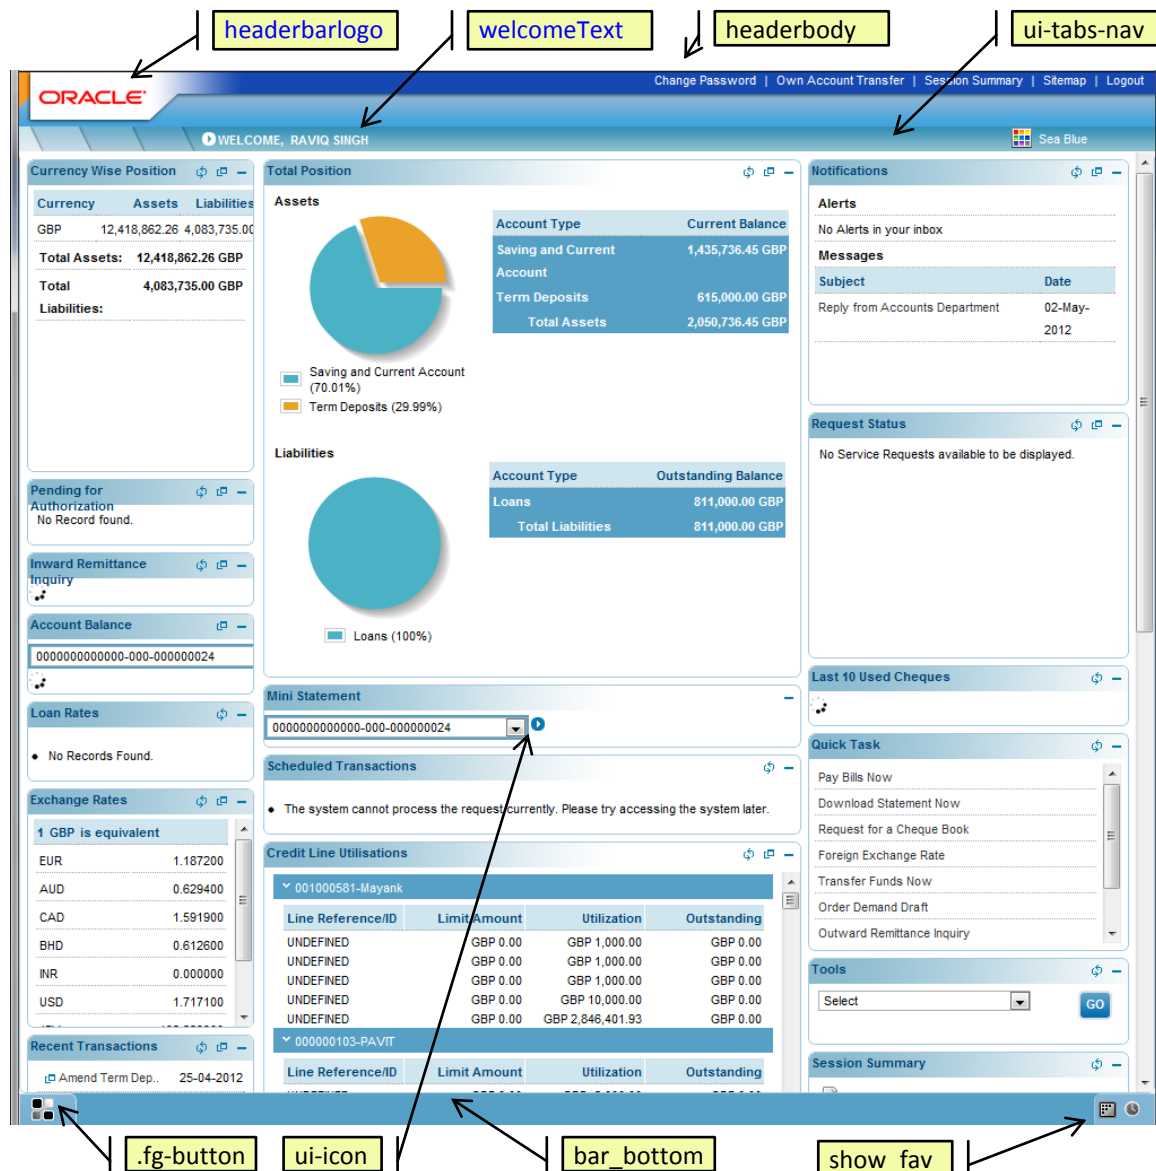 headerbarlogo
welcomeText
headerbody
ui-tabs-nav
Change Password | Own Account Transfer | Session Summary | Sitemap | Logout
ORACLE
WELCOME, RAVIQ SINGH
Sea Blue
Currency Wise Position
Currency Assets Liabilities
GBP 12,418,862.26 4,083,735.00
Total Assets: 12,418,862.26 GBP
Total 4,083,735.00 GBP
Liabilities:
Pending for
Authorization
No Record found.
Inward Remittance
Inquiry
Account Balance
0000000000000-000-000000024
Loan Rates
No Records Found.
Exchange Rates
1 GBP is equivalent
EUR 1.187200
AUD 0.629400
CAD 1.591900
BHD 0.612600
INR 0.000000
USD 1.717100
Recent Transactions
Amend Term Dep.. 25-04-2012
Total Position
Assets
Account Type Current Balance
Saving and Current 1,435,736.45 GBP
Account
Term Deposits 615,000.00 GBP
Total Assets 2,050,736.45 GBP
Saving and Current Account
(70.01%)
Term Deposits (29.99%)
Liabilities
Account Type Outstanding Balance
Loans 811,000.00 GBP
Total Liabilities 811,000.00 GBP
Loans (100%)
Mini Statement
0000000000000-000-000000024
Scheduled Transactions
The system cannot process the request currently. Please try accessing the system later.
Credit Line Utilisations
001000581-Mayank
Line Reference/ID Limit Amount Utilization Outstanding
UNDEFINED GBP 0.00 GBP 1,000.00 GBP 0.00
UNDEFINED GBP 0.00 GBP 1,000.00 GBP 0.00
UNDEFINED GBP 0.00 GBP 1,000.00 GBP 0.00
UNDEFINED GBP 0.00 GBP 10,000.00 GBP 0.00
UNDEFINED GBP 0.00 GBP 2,846,401.93 GBP 0.00
000000103-PAVIT
Line Reference/ID Limit Amount Utilization Outstanding
Notifications
Alerts
No Alerts in your inbox
Messages
Subject Date
Reply from Accounts Department 02-May-
2012
Request Status
No Service Requests available to be displayed.
Last 10 Used Cheques
Quick Task
Pay Bills Now
Download Statement Now
Request for a Cheque Book
Foreign Exchange Rate
Transfer Funds Now
Order Demand Draft
Outward Remittance Inquiry
Tools
Select GO
Session Summary
.fg-button
ui-icon
bar_bottom
show_fav